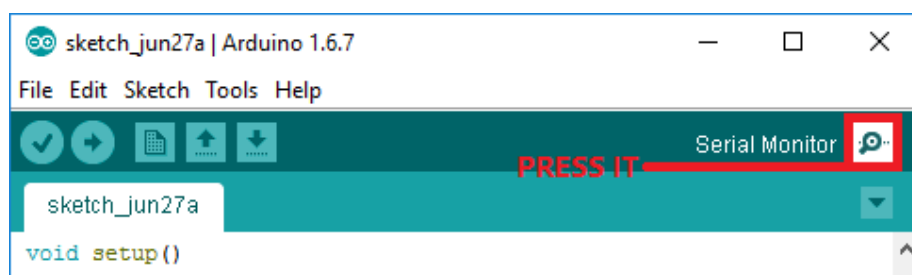 sketch_jun27a | Arduino 1.6.7
File Edit Sketch Tools Help
Serial Monitor
PRESS IT
sketch_jun27a
void setup()